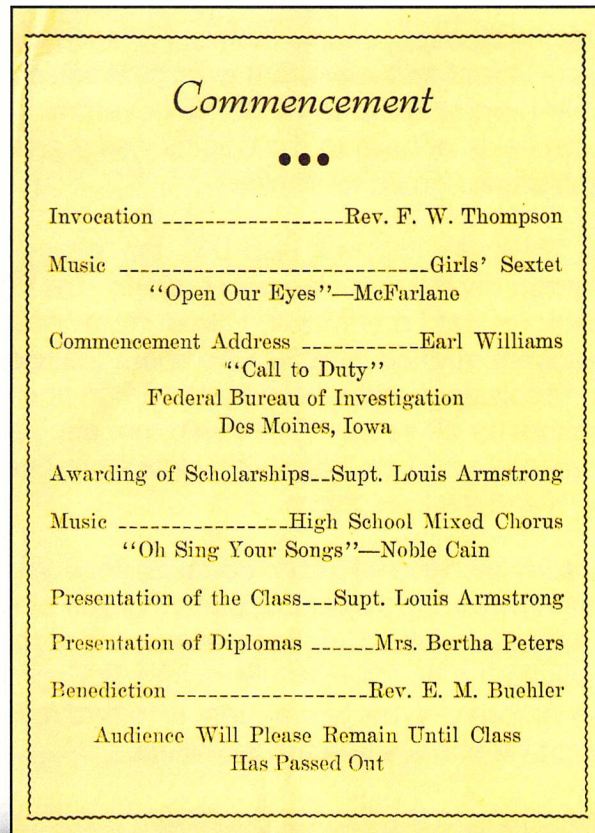 Commencement
Invocation -----------------Rev. F. W. Thompson
Music -----------------------------Girls' Sextet
"Open Our Eyes"—McFarlane
Commencement Address -----------Earl Williams
"Call to Duty"
Federal Bureau of Investigation
Des Moines, Iowa
Awarding of Scholarships--Supt. Louis Armstrong
Music ----------------High School Mixed Chorus
"Oh Sing Your Songs"—Noble Cain
Presentation of the Class---Supt. Louis Armstrong
Presentation of Diplomas ------Mrs. Bertha Peters
Benediction ------------------Rev. E. M. Buehler
Audience Will Please Remain Until Class
Has Passed Out